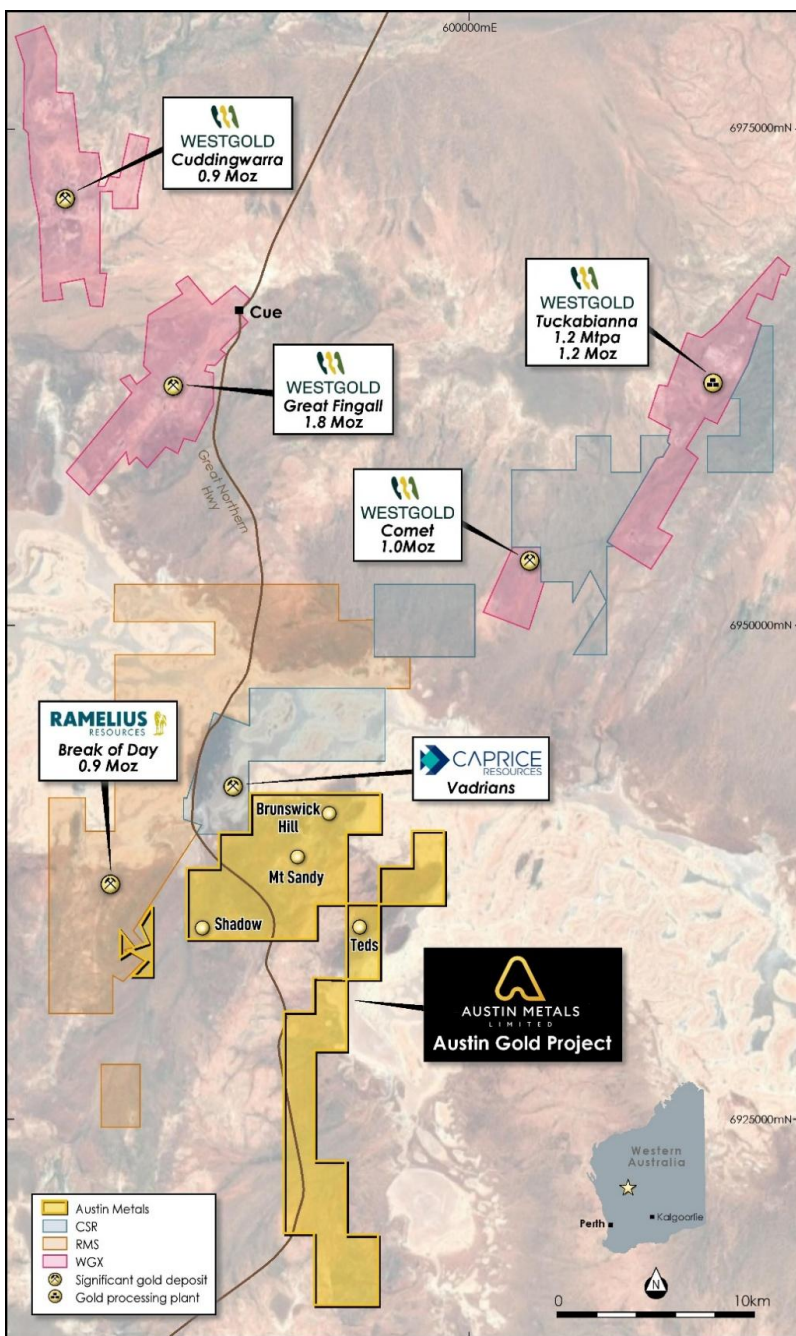 600000mE
6975000mN
WESTGOLD
Cuddingwarra
0.9 Moz
WESTGOLD
Tuckabianna
1.2 Mtpa
1.2 Moz
Cue
WESTGOLD
Great Fingall
1.8 Moz
Great Northern
Hwy
WESTGOLD
Comet
1.0Moz
6950000mN
RAMELIUS
RESOURCES
Break of Day
0.9 Moz
CAPRICE
RESOURCES
Vadrians
Brunswick
Hill
Mt Sandy
Shadow
Teds
AUSTIN METALS
LIMITED
Austin Gold Project
6925000mN
Western
Australia
Perth
Kalgoorlie
Austin Metals
CSR
RMS
WGX
Significant gold deposit
Gold processing plant
N
0 10km